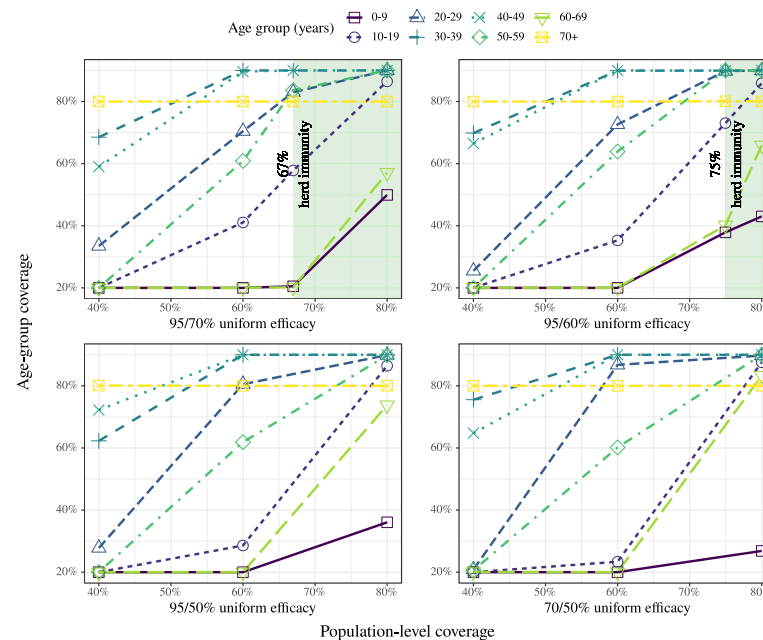 Age group (years)
0-9 20-29 40-49 60-69
10-19 30-39 50-59 70+
Age-group coverage
80%
60%
40%
20%
67%
herd immunity
40% 50% 60% 70% 80%
95/70% uniform efficacy
80%
60%
40%
20%
75%
herd immunity
40% 50% 60% 70% 80%
95/60% uniform efficacy
80%
60%
40%
20%
40% 50% 60% 70% 80%
95/50% uniform efficacy
80%
60%
40%
20%
40% 50% 60% 70% 80%
70/50% uniform efficacy
Population-level coverage